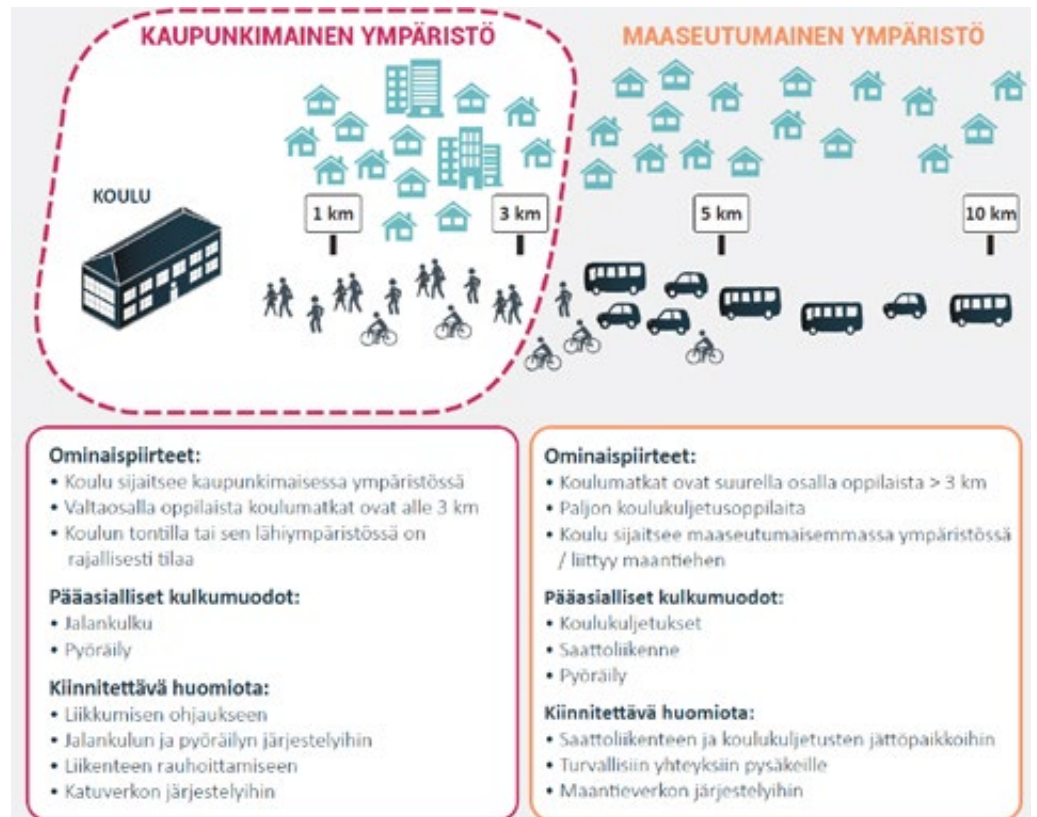 KAUPUNKIMAINEN YMPÄRISTÖ
MAASEUTUMAINEN YMPÄRISTÖ
KOULU
1 km
3 km
5 km
10 km
Ominaispiirteet:
• Koulu sijaitsee kaupunkimaisessa ympäristössä
• Valtaosalla oppilaista koulumatkat ovat alle 3 km
• Koulun tontilla tai sen lähiympäristössä on
rajallisesti tilaa
Pääasialliset kulkumuodot:
• Jalankulku
• Pyöräily
Kiinnitettävä huomiota:
• Liikkumisen ohjaukseen
• Jalankulun ja pyöräilyn järjestelyihin
• Liikenteen rauhoittamiseen
• Katuverkon järjestelyihin
Ominaispiirteet:
• Koulumatkat ovat suurella osalla oppilaista > 3 km
• Paljon koulukuljetusoppilaita
• Koulu sijaitsee maaseutumaisemmassa ympäristössä
/ liittyy maantiehen
Pääasialliset kulkumuodot:
• Koulukuljetukset
• Saattoliikenne
• Pyöräily
Kiinnitettävä huomiota:
• Saattoliikenteen ja koulukuljetusten jättöpaikkoihin
• Turvallisiin yhteyksiin pysäkeille
• Maantieverkon järjestelyihin